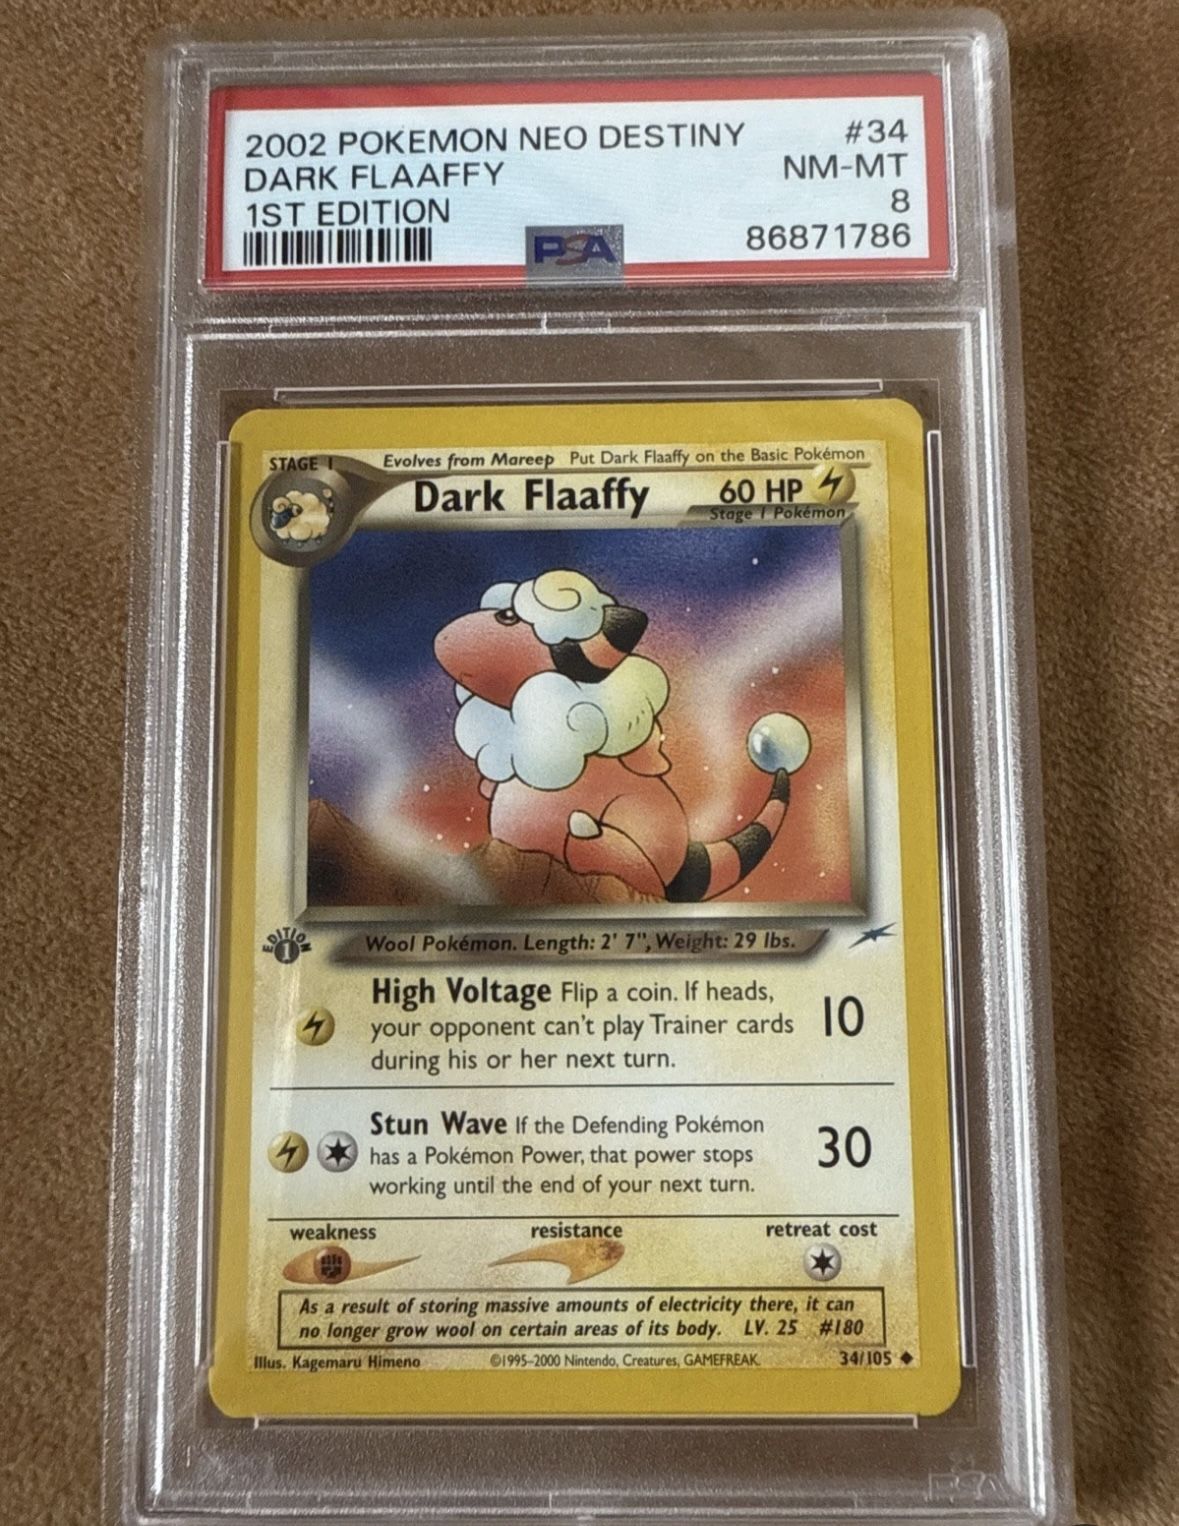 2002 POKEMON NEO DESTINY #34
DARK FLAAFFY NM-MT
1ST EDITION 8
PSA 86871786
STAGE 1 Evolves from Mareep Put Dark Flaaffy on the Basic Pokémon
Dark Flaaffy 60 HP
Stage 1 Pokémon
EDITION 1
Wool Pokémon. Length: 2' 7", Weight: 29 lbs.
High Voltage Flip a coin. If heads,
your opponent can't play Trainer cards 10
during his or her next turn.
Stun Wave If the Defending Pokémon
has a Pokémon Power, that power stops 30
working until the end of your next turn.
weakness resistance retreat cost
As a result of storing massive amounts of electricity there, it can
no longer grow wool on certain areas of its body. LV. 25 #180
Illus. Kagemaru Himeno ©1995-2000 Nintendo, Creatures, GAMEFREAK. 34/105
PSA